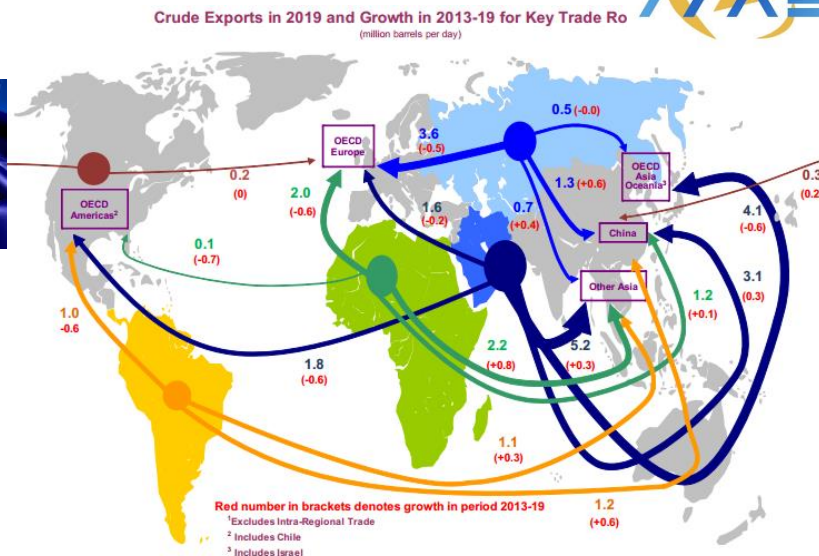 Crude Exports in 2019 and Growth in 2013-19 for Key Trade Ro
(million barrels per day)
0.5 (-0.0)
OECD
Europe
3.6
(-0.5)
OECD
Asia
Oceania³
0.2
(0)
0.3
(0.2
1.3 (+0.6)
OECD
Americas²
2.0
(-0.6)
1.6
(-0.2)
0.7
(+0.4)
4.1
(-0.6)
China
0.1
(-0.7)
3.1
(0.3)
Other Asia
1.2
(+0.1)
1.0
-0.6
2.2
(+0.8)
5.2
(+0.3)
1.8
(-0.6)
1.1
(+0.3)
1.2
(+0.6)
Red number in brackets denotes growth in period 2013-19
¹Excludes Intra-Regional Trade
² Includes Chile
³ Includes Israel